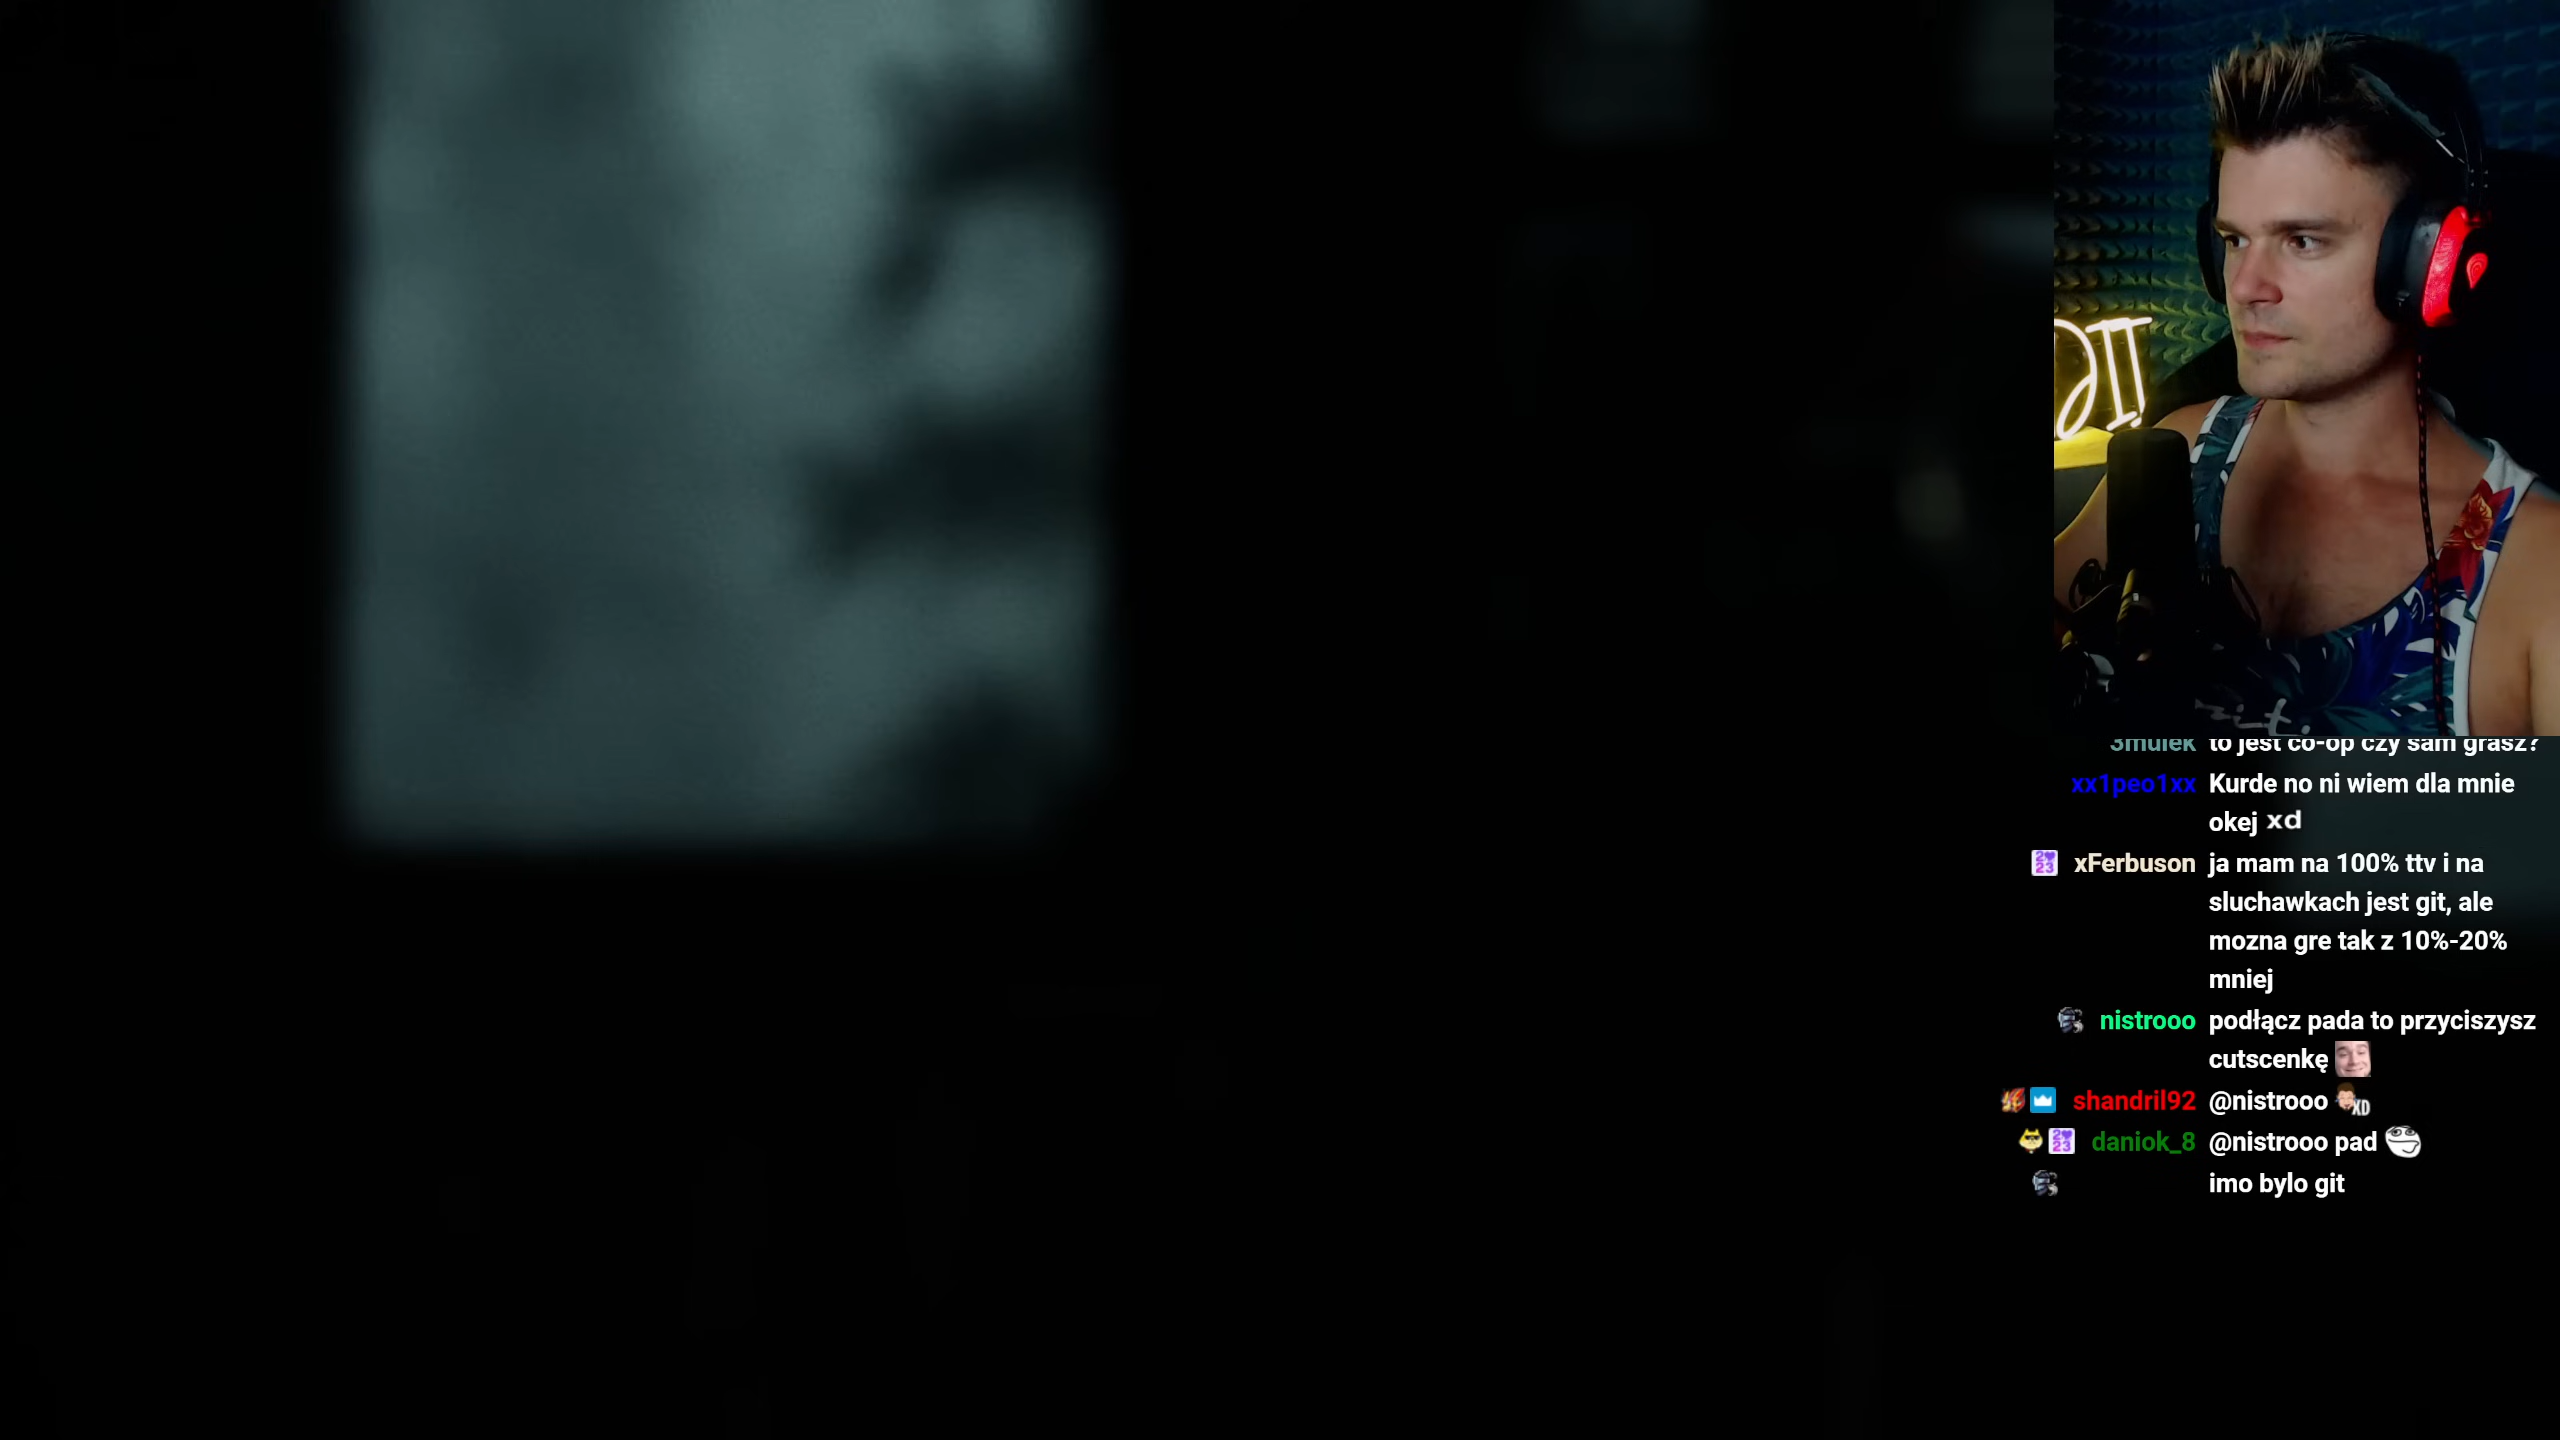 3mulek to jest co-op czy sam grasz?
xx1peo1xx Kurde no ni wiem dla mnie
okej xd
xFerbuson ja mam na 100% ttv i na
sluchawkach jest git, ale
mozna gre tak z 10%-20%
mniej
nistrooo podłącz pada to przyciszysz
cutscenkę
shandril92 @nistrooo XD
daniok_8 @nistrooo pad
imo bylo git